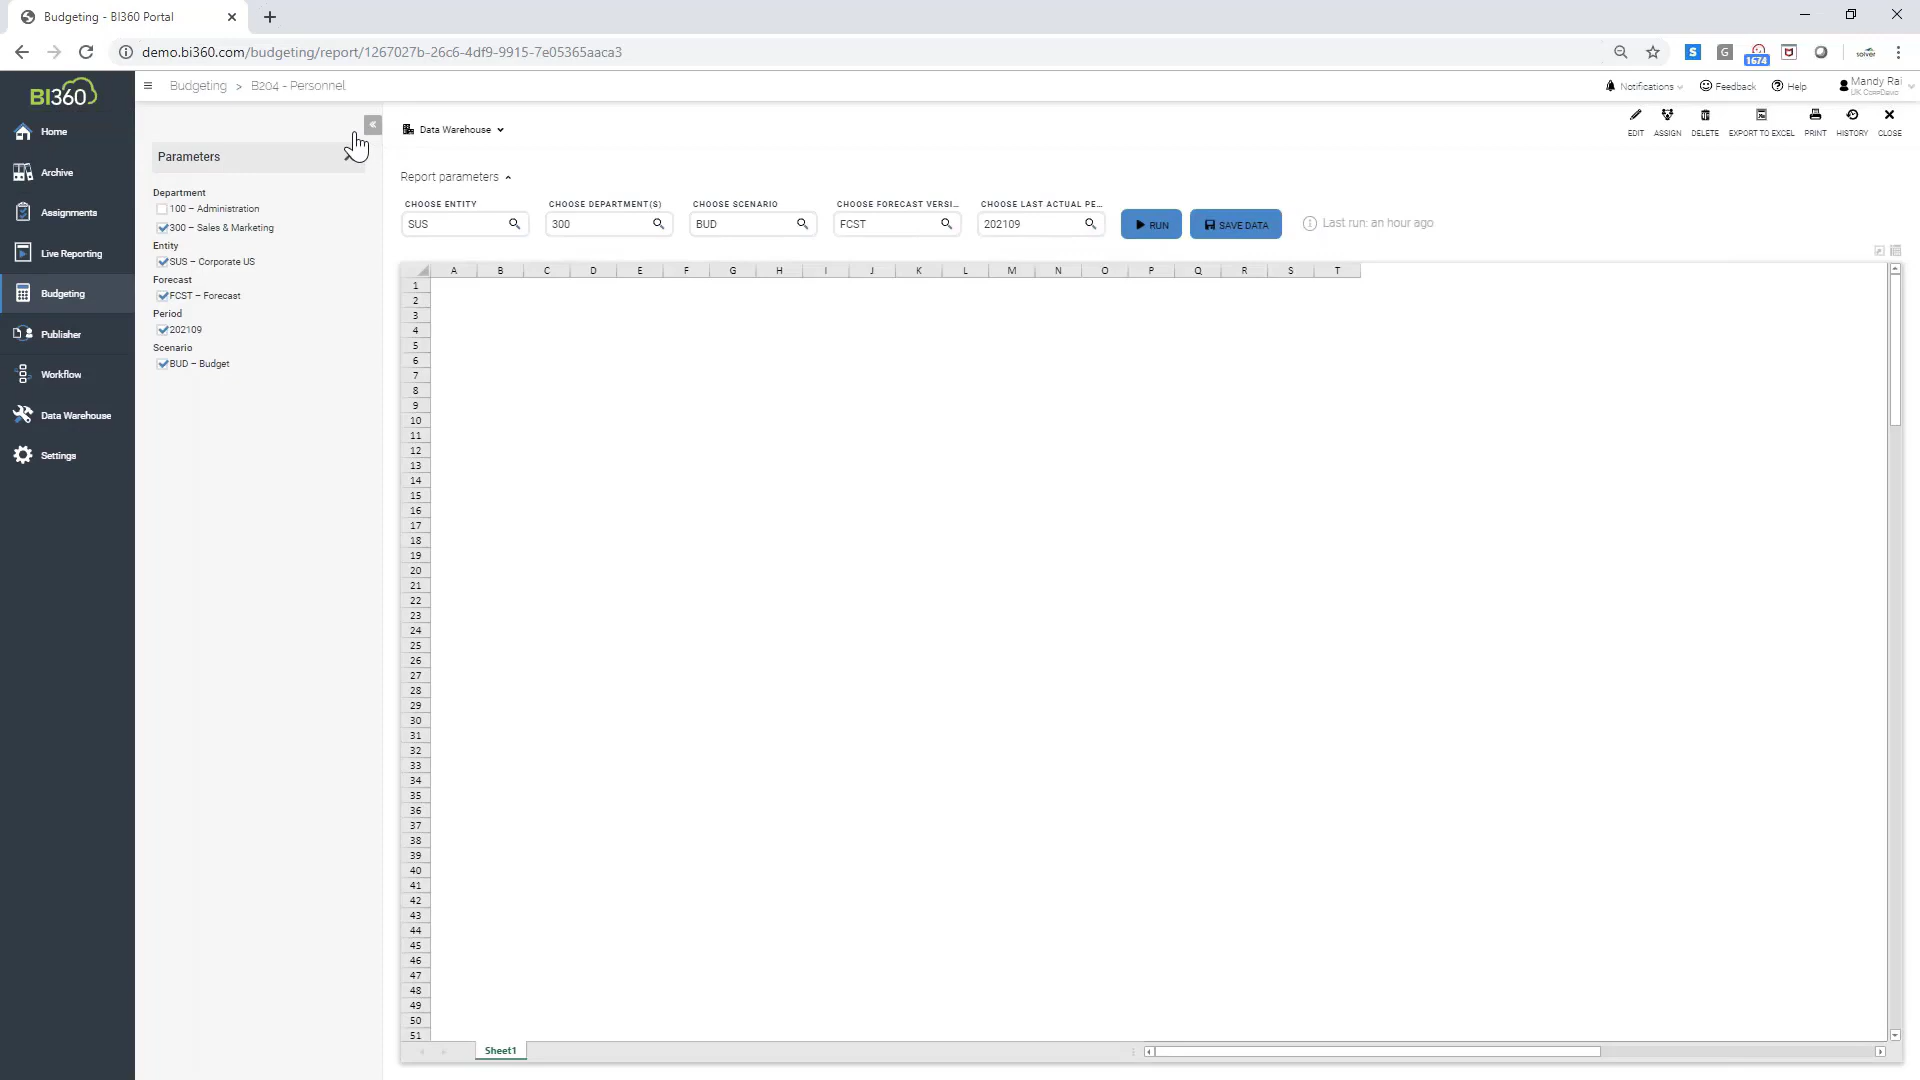 Budgeting - BI360 Portal
demo.bi360.com/budgeting/report/1267027b-26c6-4df9-9915-7e05365aaca3
S
G
1674
solver
BI360
Budgeting > B204 - Personnel
Notifications
Feedback
Help
Mandy Rai
UK CorpDemo
Home
Archive
Assignments
Live Reporting
Budgeting
Publisher
Workflow
Data Warehouse
Settings
Parameters
Department
100 – Administration
300 – Sales & Marketing
Entity
SUS – Corporate US
Forecast
FCST – Forecast
Period
202109
Scenario
BUD – Budget
Data Warehouse
EDIT
ASSIGN
DELETE
EXPORT TO EXCEL
PRINT
HISTORY
CLOSE
Report parameters
CHOOSE ENTITY
CHOOSE DEPARTMENT(S)
CHOOSE SCENARIO
CHOOSE FORECAST VERSI...
CHOOSE LAST ACTUAL PE...
SUS
300
BUD
FCST
202109
RUN
SAVE DATA
Last run: an hour ago
A B C D E F G H I J K L M N O P Q R S T
1
2
3
4
5
6
7
8
9
10
11
12
13
14
15
16
17
18
19
20
21
22
23
24
25
26
27
28
29
30
31
32
33
34
35
36
37
38
39
40
41
42
43
44
45
46
47
48
49
50
51
Sheet1